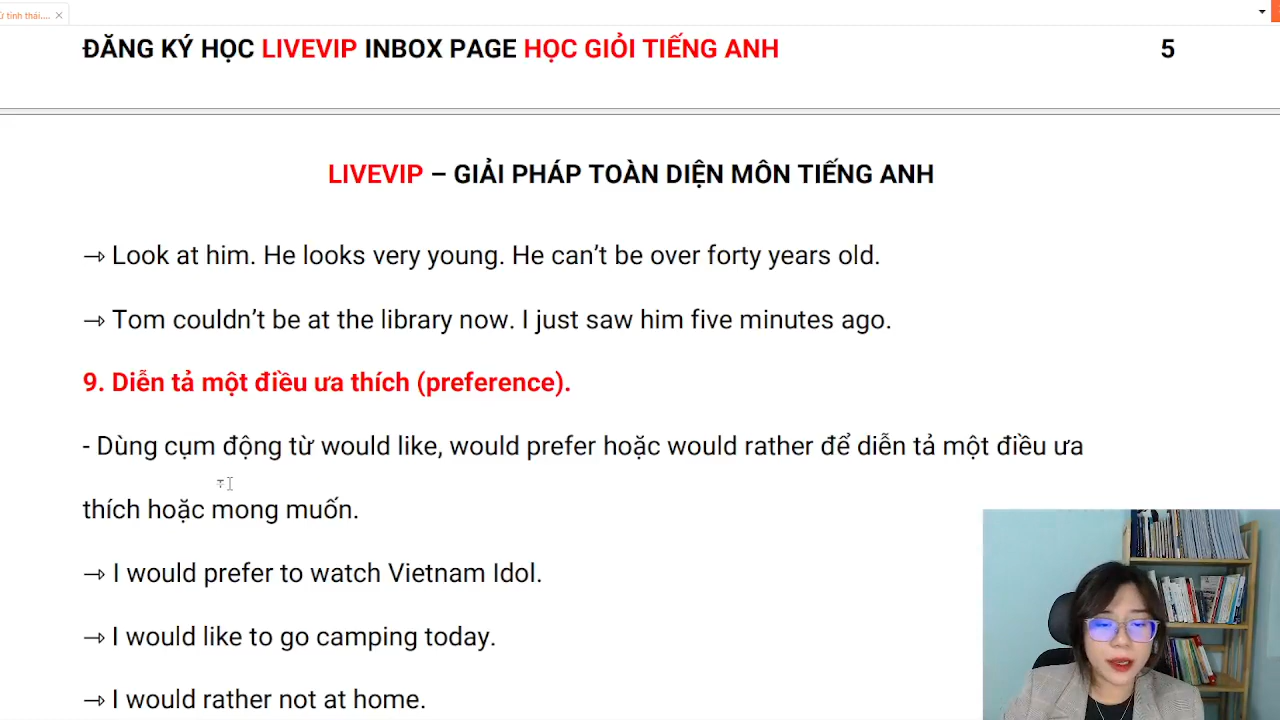 ừ tình thái....
ĐĂNG KÝ HỌC LIVEVIP INBOX PAGE HỌC GIỎI TIẾNG ANH 5
LIVEVIP – GIẢI PHÁP TOÀN DIỆN MÔN TIẾNG ANH
→ Look at him. He looks very young. He can’t be over forty years old.
→ Tom couldn’t be at the library now. I just saw him five minutes ago.
9. Diễn tả một điều ưa thích (preference).
- Dùng cụm động từ would like, would prefer hoặc would rather để diễn tả một điều ưa
thích hoặc mong muốn.
→ I would prefer to watch Vietnam Idol.
→ I would like to go camping today.
→ I would rather not at home.